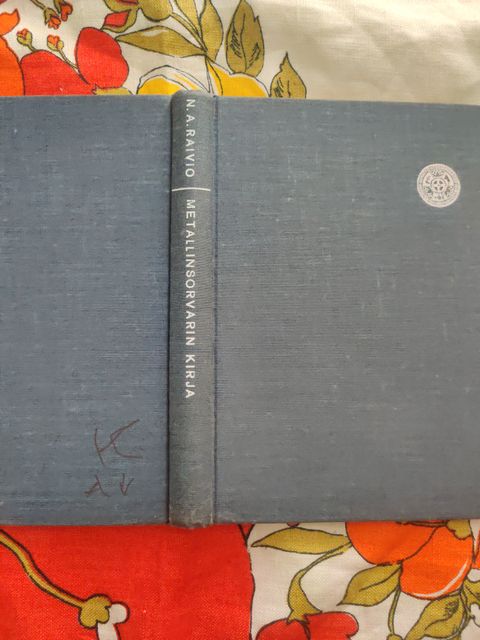 N. A. RAIVIO
METALLINSORVARIN KIRJA